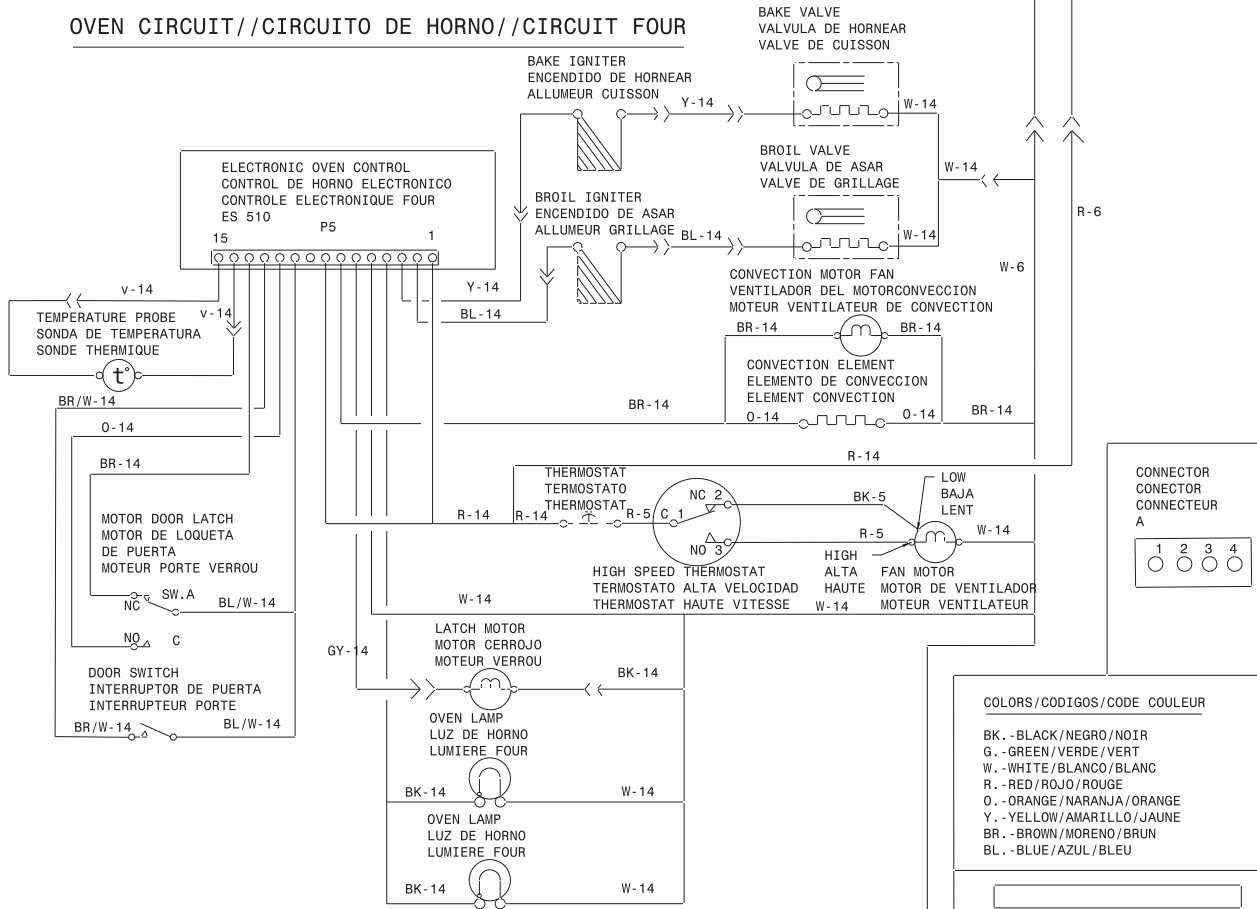 OVEN CIRCUIT//CIRCUITO DE HORNO//CIRCUIT FOUR
BAKE VALVE
VALVULA DE HORNEAR
VALVE DE CUISSON
BAKE IGNITER
ENCENDIDO DE HORNEAR
ALLUMEUR CUISSON
Y-14
W-14
BROIL VALVE
VALVULA DE ASAR
VALVE DE GRILLAGE
W-14
ELECTRONIC OVEN CONTROL
CONTROL DE HORNO ELECTRONICO
CONTROLE ELECTRONIQUE FOUR
ES 510
P5
15
1
BROIL IGNITER
ENCENDIDO DE ASAR
ALLUMEUR GRILLAGE
BL-14
W-14
R-6
W-6
CONVECTION MOTOR FAN
VENTILADOR DEL MOTORCONVECCION
MOTEUR VENTILATEUR DE CONVECTION
v-14
Y-14
v-14
BL-14
TEMPERATURE PROBE
SONDA DE TEMPERATURA
SONDE THERMIQUE
t°
BR-14
BR-14
CONVECTION ELEMENT
ELEMENTO DE CONVECCION
ELEMENT CONVECTION
BR/W-14
BR-14
O-14
O-14
BR-14
O-14
BR-14
R-14
THERMOSTAT
TERMOSTATO
THERMOSTAT
LOW
BAJA
LENT
NC 2
BK-5
R-14
R-14
R-5
C 1
R-5
W-14
NO 3
HIGH
ALTA
HAUTE
HIGH SPEED THERMOSTAT
TERMOSTATO ALTA VELOCIDAD
THERMOSTAT HAUTE VITESSE
FAN MOTOR
MOTOR DE VENTILADOR
MOTEUR VENTILATEUR
CONNECTOR
CONECTOR
CONNECTEUR
A
1 2 3 4
MOTOR DOOR LATCH
MOTOR DE LOQUETA
DE PUERTA
MOTEUR PORTE VERROU
SW.A
NC
BL/W-14
W-14
W-14
NO
C
GY-14
LATCH MOTOR
MOTOR CERROJO
MOTEUR VERROU
BK-14
DOOR SWITCH
INTERRUPTOR DE PUERTA
INTERRUPTEUR PORTE
BR/W-14
BL/W-14
OVEN LAMP
LUZ DE HORNO
LUMIERE FOUR
BK-14
W-14
OVEN LAMP
LUZ DE HORNO
LUMIERE FOUR
BK-14
W-14
COLORS/CODIGOS/CODE COULEUR
BK.-BLACK/NEGRO/NOIR
G.-GREEN/VERDE/VERT
W.-WHITE/BLANCO/BLANC
R.-RED/ROJO/ROUGE
O.-ORANGE/NARANJA/ORANGE
Y.-YELLOW/AMARILLO/JAUNE
BR.-BROWN/MORENO/BRUN
BL.-BLUE/AZUL/BLEU